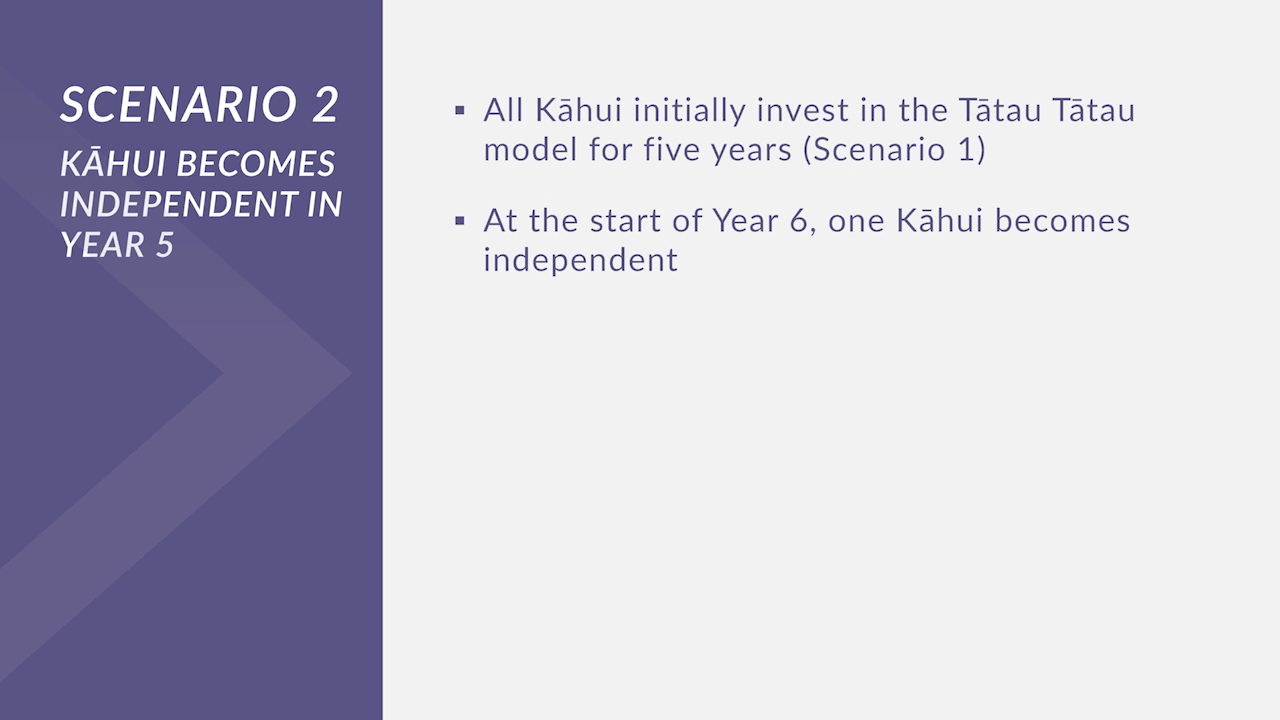 SCENARIO 2
KĀHUI BECOMES
INDEPENDENT IN
YEAR 5
▪ All Kāhui initially invest in the Tātau Tātau
model for five years (Scenario 1)
▪ At the start of Year 6, one Kāhui becomes
independent